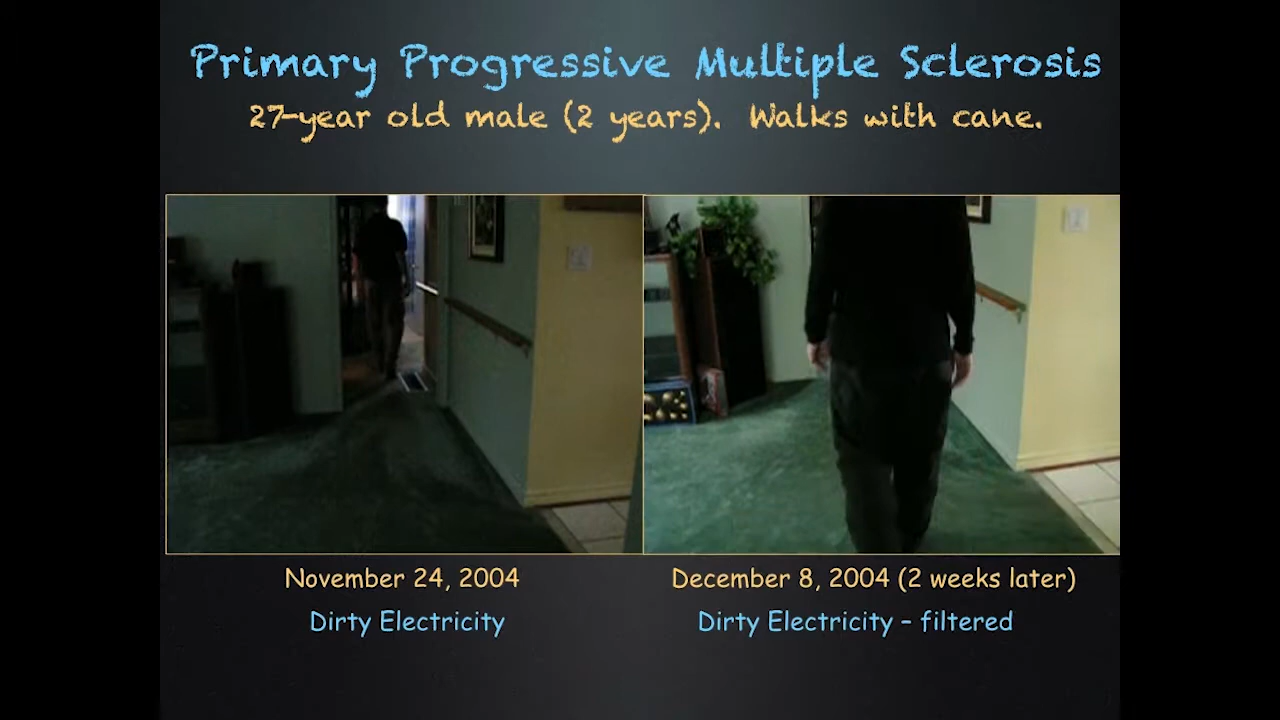 Primary Progressive Multiple Sclerosis
27-year old male (2 years). Walks with cane.
November 24, 2004
December 8, 2004 (2 weeks later)
Dirty Electricity
Dirty Electricity – filtered